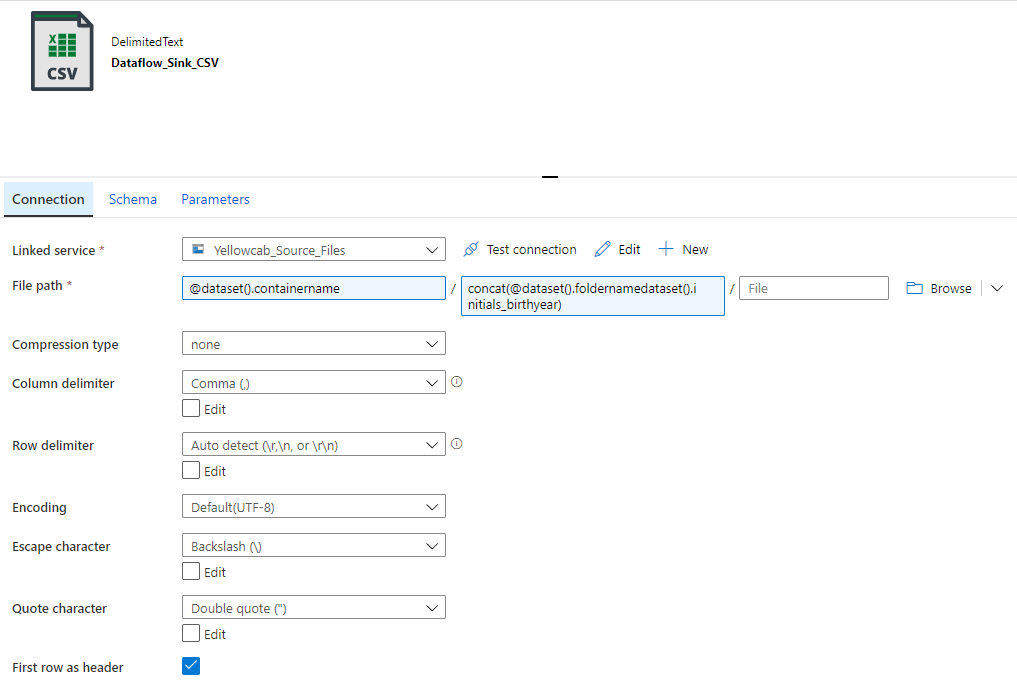 X
CSV
DelimitedText
Dataflow_Sink_CSV
Connection Schema Parameters
Linked service * Yellowcab_Source_Files Test connection Edit New
File path * @dataset().containername / concat(@dataset().foldernamedataset().i / File Browse
nitials_birthyear)
Compression type none
Column delimiter Comma (,)
Edit
Row delimiter Auto detect (\r,\n, or \r\n)
Edit
Encoding Default(UTF-8)
Escape character Backslash (\)
Edit
Quote character Double quote (")
Edit
First row as header